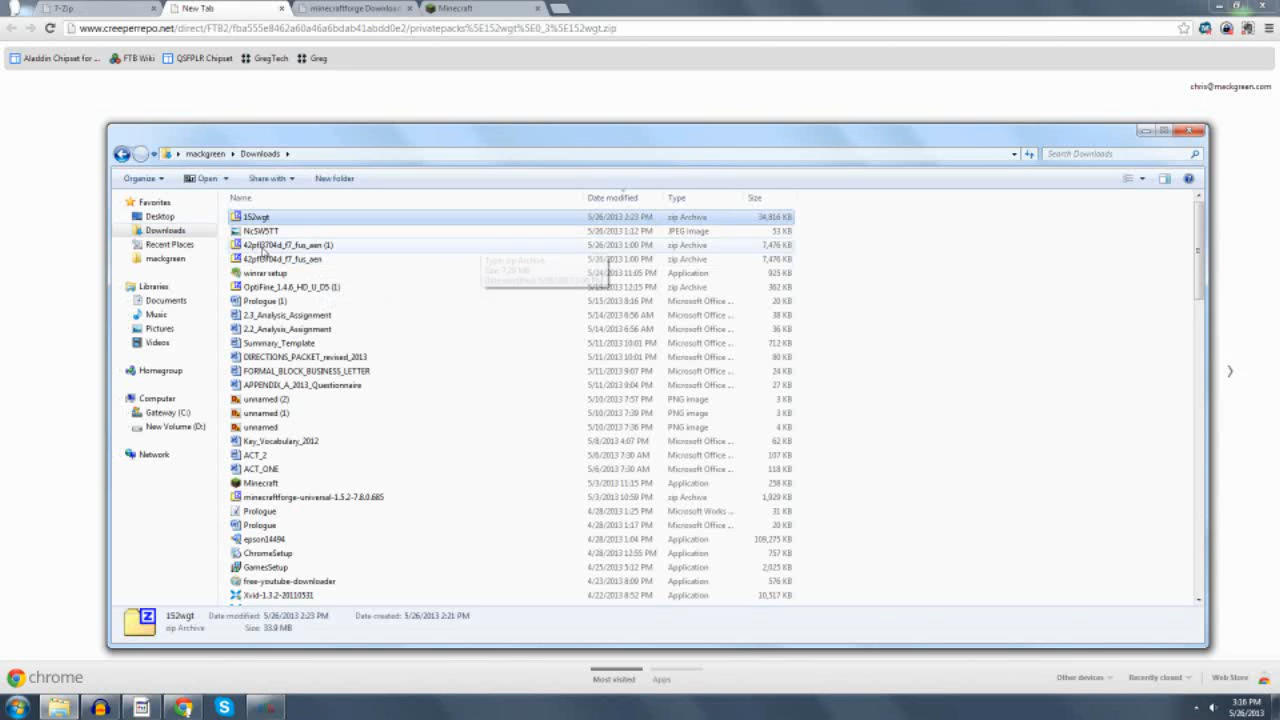 7-Zip New Tab minecraftforge Downloa Minecraft
www.creeperrepo.net/direct/FTB2/fba555e8462a60a46a6bdab41abdd0e2/privatepacks%5E152wgt%5E0_3%5E152wgt.zip
Aladdin Chipset for ... FTB Wiki QSFPLR Chipset GregTech Greg
chris@mackgreen.com
mackgreen Downloads Search Downloads
Organize Open Share with New folder
Name Date modified Type Size
Favorites
Desktop
Downloads
Recent Places
mackgreen
Libraries
Documents
Music
Pictures
Videos
Homegroup
Computer
Gateway (C:)
New Volume (D:)
Network
152wgt 5/26/2013 2:23 PM zip Archive 34,816 KB
NcSW5TT 5/26/2013 1:12 PM JPEG Image 63 KB
42pfl3704d_f7_fus_aen (1) 5/26/2013 1:00 PM zip Archive 7,476 KB
42pfl3704d_f7_fus_aen 5/26/2013 1:00 PM zip Archive 7,476 KB
winrar setup 5/24/2013 11:05 PM Application 925 KB
OptiFine_1.4.6_HD_U_D5 (1) 12:15 PM zip Archive 362 KB
Prologue (1) 5/15/2013 8:16 PM Microsoft Office ... 20 KB
2.3_Analysis_Assignment 5/14/2013 6:56 AM Microsoft Office ... 38 KB
2.2_Analysis_Assignment 5/14/2013 6:56 AM Microsoft Office ... 36 KB
Summary_Template 5/11/2013 10:01 PM Microsoft Office ... 712 KB
DIRECTIONS_PACKET_revised_2013 5/11/2013 10:01 PM Microsoft Office ... 80 KB
FORMAL_BLOCK_BUSINESS_LETTER 5/11/2013 9:07 PM Microsoft Office ... 24 KB
APPENDIX_A_2013_Questionnaire 5/11/2013 9:04 PM Microsoft Office ... 27 KB
unnamed (2) 5/10/2013 7:57 PM PNG image 3 KB
unnamed (1) 5/10/2013 7:39 PM PNG image 3 KB
unnamed 5/10/2013 7:36 PM PNG image 4 KB
Key_Vocabulary_2012 5/8/2013 4:07 PM Microsoft Office ... 62 KB
ACT_2 5/6/2013 7:30 AM Microsoft Office ... 107 KB
ACT_ONE 5/6/2013 7:30 AM Microsoft Office ... 118 KB
Minecraft 5/3/2013 11:15 PM Application 258 KB
minecraftforge-universal-1.5.2-7.8.0.685 5/3/2013 10:59 PM zip Archive 1,929 KB
Prologue 4/28/2013 1:25 PM Microsoft Works ... 31 KB
Prologue 4/28/2013 1:17 PM Microsoft Office ... 20 KB
epson14494 4/28/2013 1:04 PM Application 109,275 KB
ChromeSetup 4/28/2013 12:55 PM Application 757 KB
GamesSetup 4/25/2013 5:12 PM Application 2,025 KB
free-youtube-downloader 4/23/2013 8:09 PM Application 576 KB
Xvid-1.3.2-20110531 4/22/2013 8:52 PM Application 10,517 KB
Type: zip Archive
Size: 7.29 MB
152wgt Date modified: 5/26/2013 2:23 PM Date created: 5/26/2013 2:21 PM
zip Archive Size: 33.9 MB
chrome Most visited Apps Other devices Recently closed Web Store
3:16 PM
5/26/2013